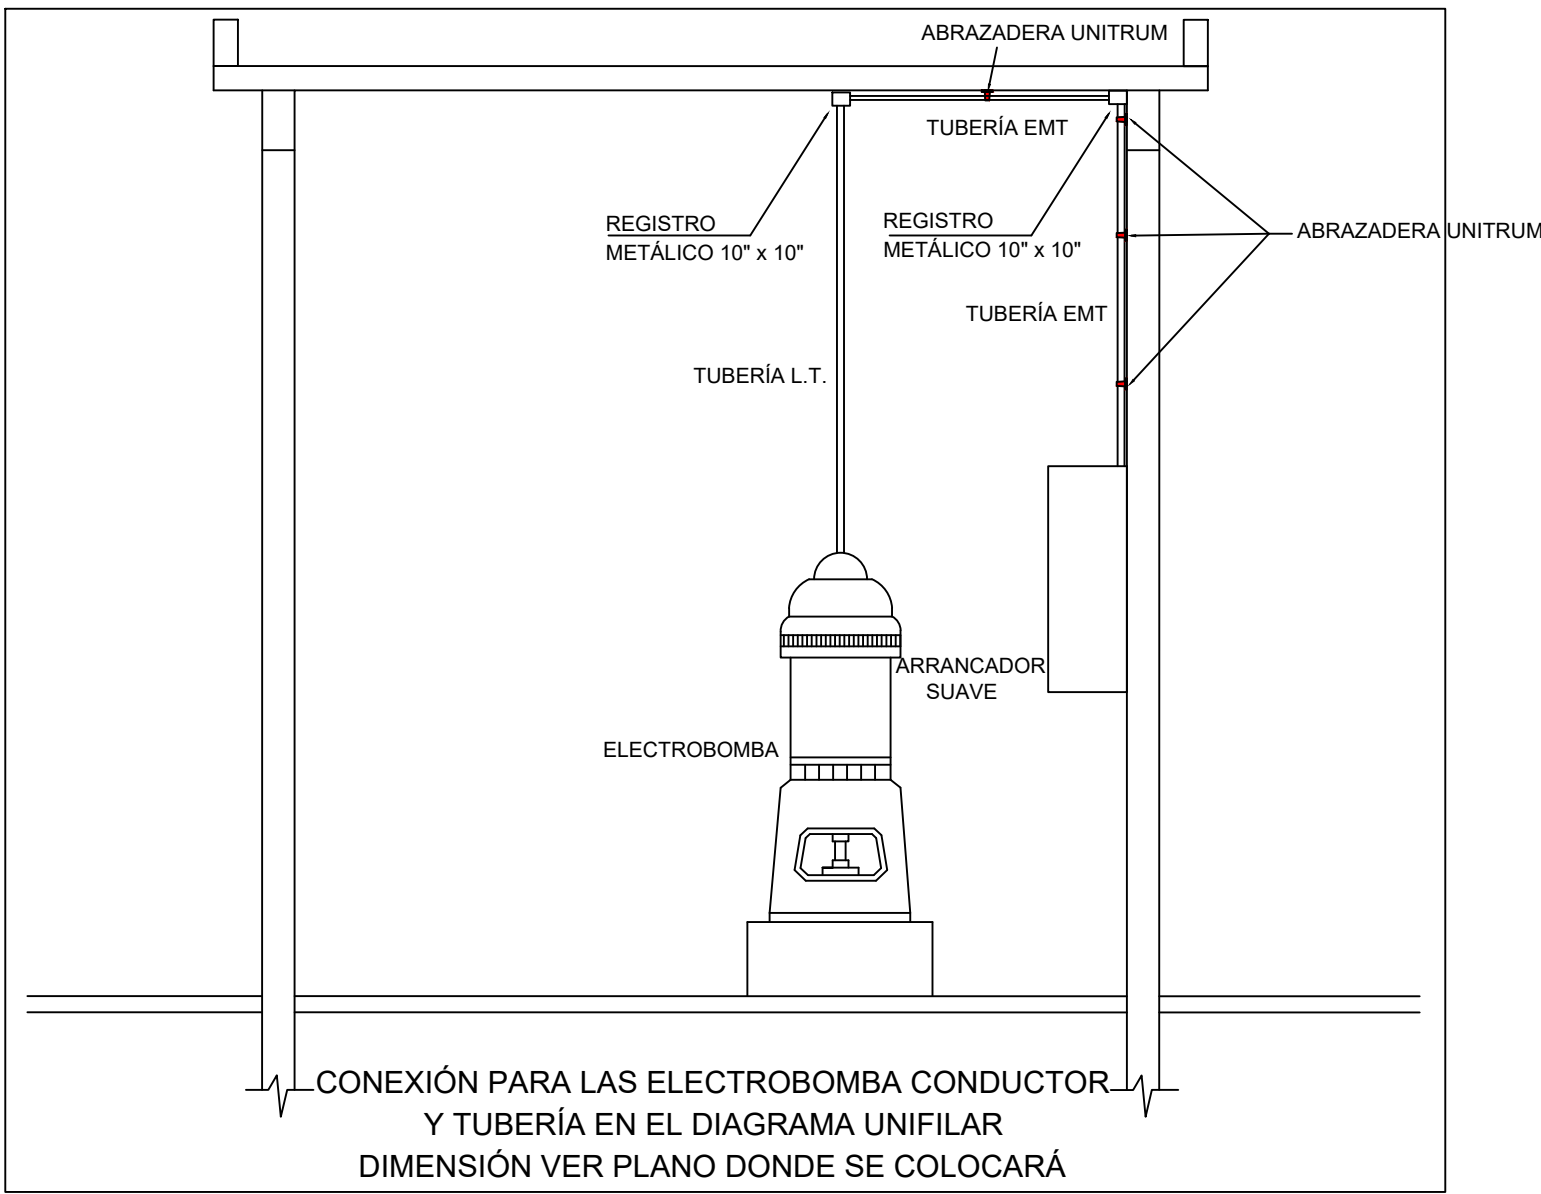 ABRAZADERA UNITRUM
TUBERÍA EMT
REGISTRO
METÁLICO 10" x 10"
REGISTRO
METÁLICO 10" x 10"
ABRAZADERA UNITRUM
TUBERÍA EMT
TUBERÍA L.T.
ARRANCADOR
SUAVE
ELECTROBOMBA
CONEXIÓN PARA LAS ELECTROBOMBA CONDUCTOR
Y TUBERÍA EN EL DIAGRAMA UNIFILAR
DIMENSIÓN VER PLANO DONDE SE COLOCARÁ